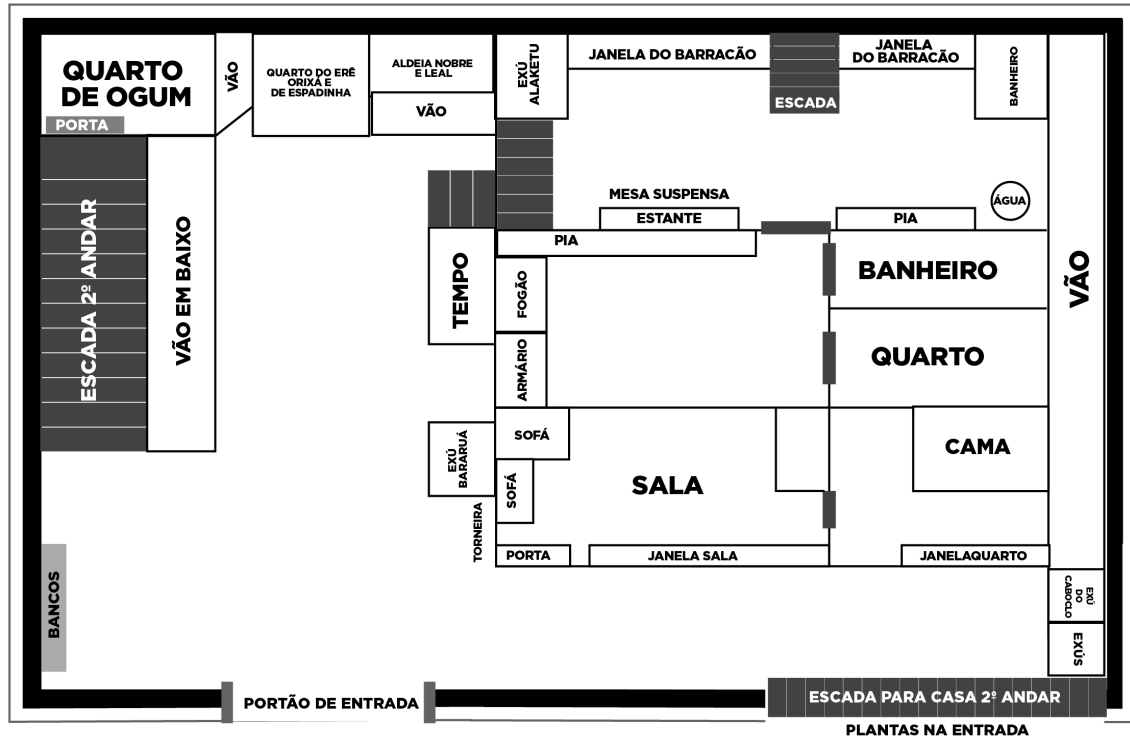 QUARTO
DE OGUM
PORTA
VÃO
QUARTO DO ERÊ
ORIXÁ E
DE ESPADINHA
ALDEIA NOBRE
E LEAL
VÃO
EXÚ
ALAKETU
JANELA DO BARRACÃO
ESCADA
JANELA
DO BARRACÃO
BANHEIRO
ESCADA 2º ANDAR
VÃO EM BAIXO
MESA SUSPENSA
ESTANTE
PIA
ÁGUA
PIA
TEMPO
FOGÃO
BANHEIRO
VÃO
ARMÁRIO
QUARTO
EXÚ
BARARUÁ
SOFÁ
SOFÁ
SALA
CAMA
TORNEIRA
PORTA
JANELA SALA
JANELAQUARTO
BANCOS
EXÚ
DO
CABOCLO
EXÚS
PORTÃO DE ENTRADA
ESCADA PARA CASA 2º ANDAR
PLANTAS NA ENTRADA